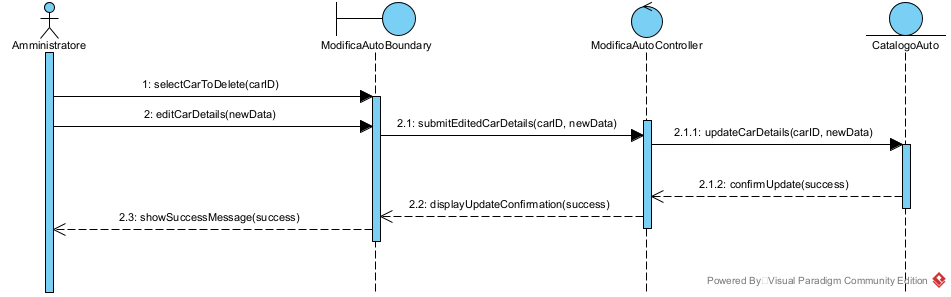 Amministratore
ModificaAutoBoundary
ModificaAutoController
CatalogoAuto
1: selectCarToDelete(carID)
2: editCarDetails(newData)
2.1: submitEditedCarDetails(carID, newData)
2.1.1: updateCarDetails(carID, newData)
2.1.2: confirmUpdate(success)
2.2: displayUpdateConfirmation(success)
2.3: showSuccessMessage(success)
Powered By Visual Paradigm Community Edition